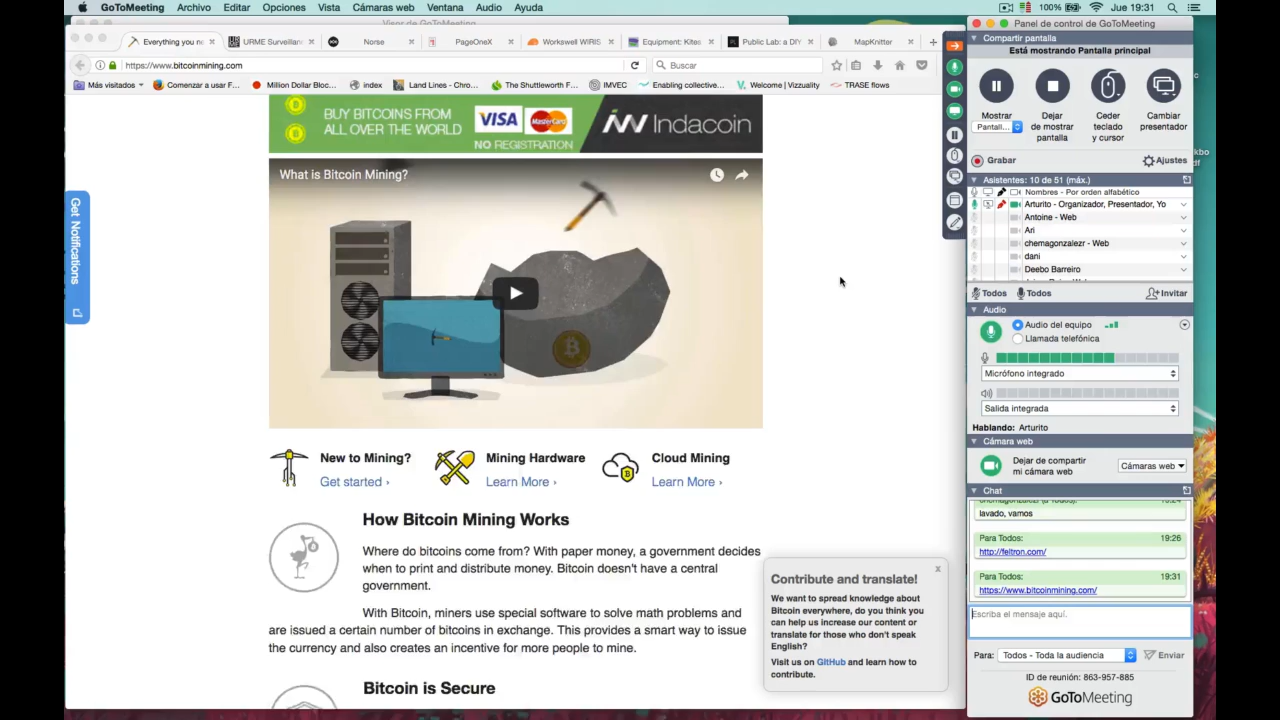 GoToMeeting Archivo Editar Opciones Vista Cámaras web Ventana Audio Ayuda
100% Jue 19:31
Visor de GoToMeeting
Everything you ne
URME Surveillan
Norse
PageOneX
Workswell WIRIS
Equipment: Kites
Public Lab: a DIY
MapKnitter
https://www.bitcoinmining.com
Buscar
Más visitados
Comenzar a usar F...
Million Dollar Bloc...
index
Land Lines - Chro...
The Shuttleworth F...
IMVEC
Enabling collective...
Welcome | Vizzuality
TRASE flows
BUY BITCOINS FROM
ALL OVER THE WORLD
VISA
MasterCard
NO REGISTRATION
Indacoin
What is Bitcoin Mining?
Get Notifications
New to Mining?
Get started ›
Mining Hardware
Learn More ›
Cloud Mining
Learn More ›
How Bitcoin Mining Works
Where do bitcoins come from? With paper money, a government decides
when to print and distribute money. Bitcoin doesn't have a central
government.
With Bitcoin, miners use special software to solve math problems and
are issued a certain number of bitcoins in exchange. This provides a smart way to issue
the currency and also creates an incentive for more people to mine.
Bitcoin is Secure
Contribute and translate!
x
We want to spread knowledge about
Bitcoin everywhere, do you think you
can help us increase our content or
translate for those who don't speak
English?
Visit us on GitHub and learn how to
contribute.
Panel de control de GoToMeeting
Compartir pantalla
Está mostrando Pantalla principal
Mostrar
Pantall...
Dejar
de mostrar
pantalla
Ceder
teclado
y cursor
Cambiar
presentador
Grabar
Ajustes
Asistentes: 10 de 51 (máx.)
Nombres - Por orden alfabético
Arturito - Organizador, Presentador, Yo
Antoine - Web
Ari
chemagonzalezr - Web
dani
Deebo Barreiro
Todos
Todos
Invitar
Audio
Audio del equipo
Llamada telefónica
Micrófono integrado
Salida integrada
Hablando: Arturito
Cámara web
Dejar de compartir
mi cámara web
Cámaras web
Chat
chemagonzalezr (a Todos): 19:24
lavado, vamos
Para Todos: 19:26
http://feltron.com/
Para Todos: 19:31
https://www.bitcoinmining.com/
Escriba el mensaje aquí.
Para: Todos - Toda la audiencia
Enviar
ID de reunión: 863-957-885
GoToMeeting